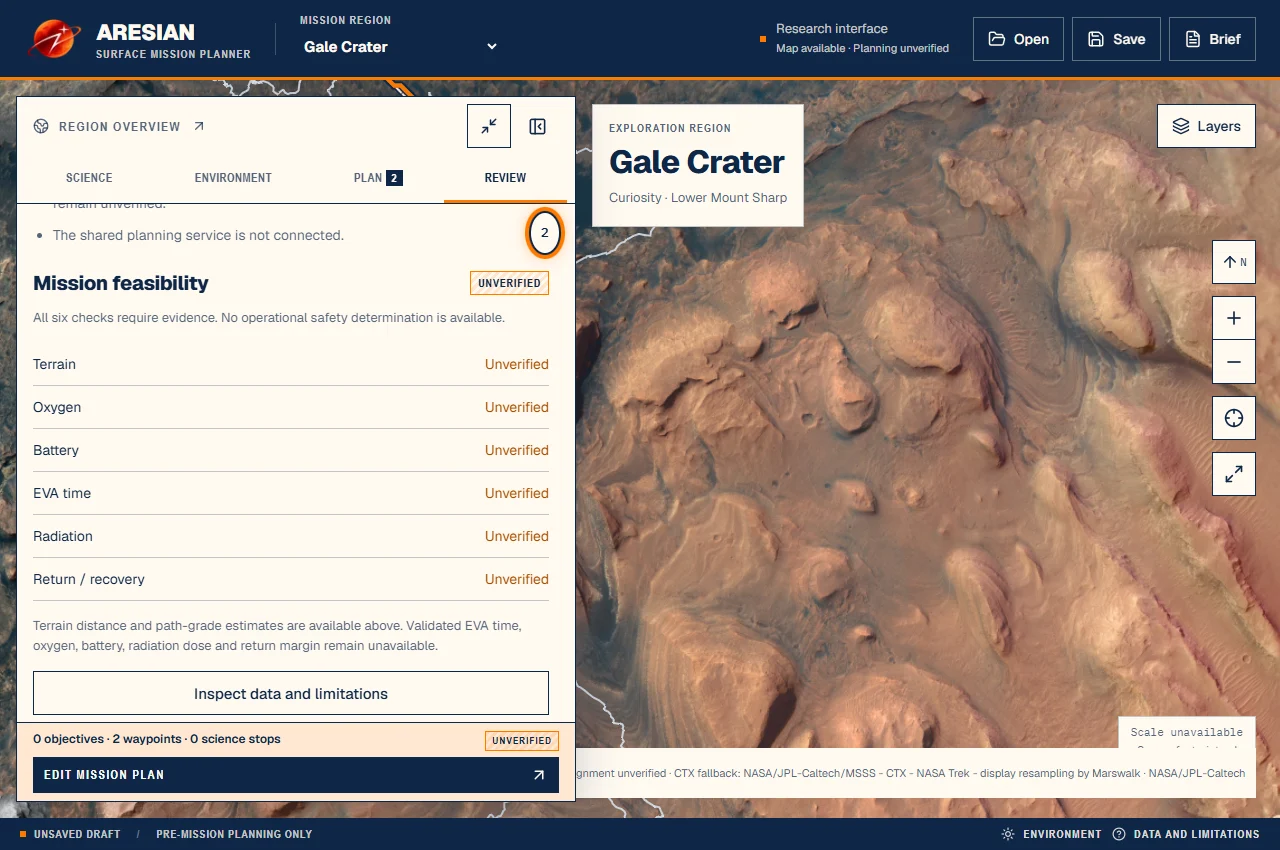 ARESIAN
SURFACE MISSION PLANNER
MISSION REGION
Gale Crater
Research interface
Map available · Planning unverified
Open
Save
Brief
REGION OVERVIEW
SCIENCE
ENVIRONMENT
PLAN 2
REVIEW
remain unverified.
• The shared planning service is not connected.
2
Mission feasibility
UNVERIFIED
All six checks require evidence. No operational safety determination is available.
Terrain Unverified
Oxygen Unverified
Battery Unverified
EVA time Unverified
Radiation Unverified
Return / recovery Unverified
Terrain distance and path-grade estimates are available above. Validated EVA time,
oxygen, battery, radiation dose and return margin remain unavailable.
Inspect data and limitations
0 objectives · 2 waypoints · 0 science stops
UNVERIFIED
EDIT MISSION PLAN
EXPLORATION REGION
Gale Crater
Curiosity · Lower Mount Sharp
Layers
N
Scale unavailable
gnment unverified · CTX fallback: NASA/JPL-Caltech/MSSS - CTX - NASA Trek - display resampling by Marswalk · NASA/JPL-Caltech
UNSAVED DRAFT / PRE-MISSION PLANNING ONLY
ENVIRONMENT
DATA AND LIMITATIONS